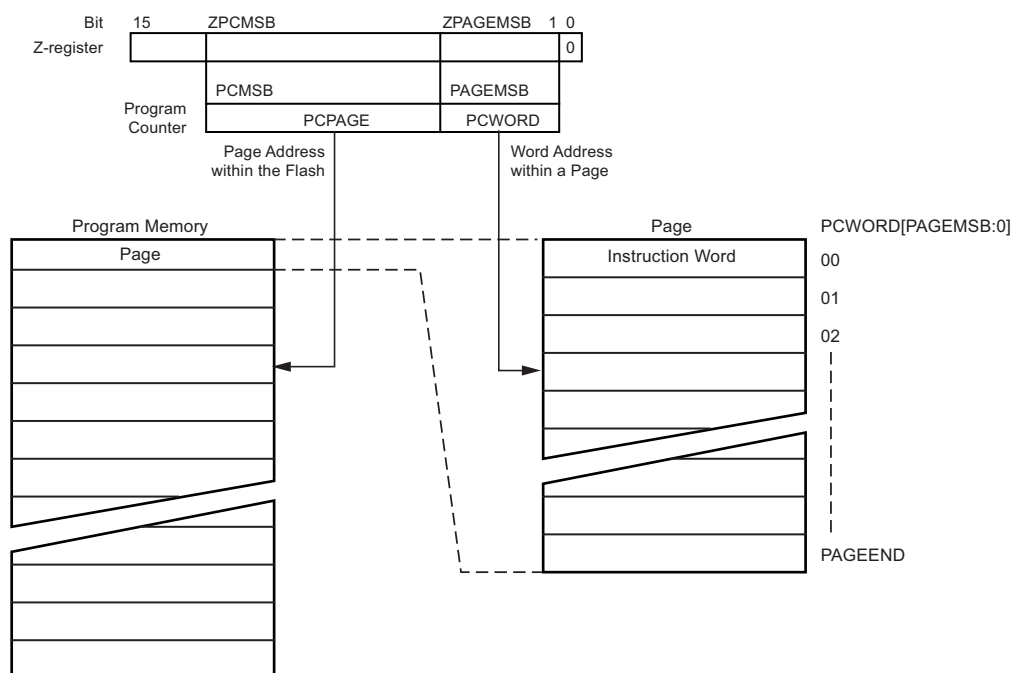 Bit 15 ZPCMSB ZPAGEMSB 1 0
Z-register 0
PCMSB PAGEMSB
Program
Counter
PCPAGE PCWORD
Page Address
within the Flash
Word Address
within a Page
Program Memory
Page
Page
Instruction Word
PCWORD[PAGEMSB:0]
00
01
02
PAGEEND